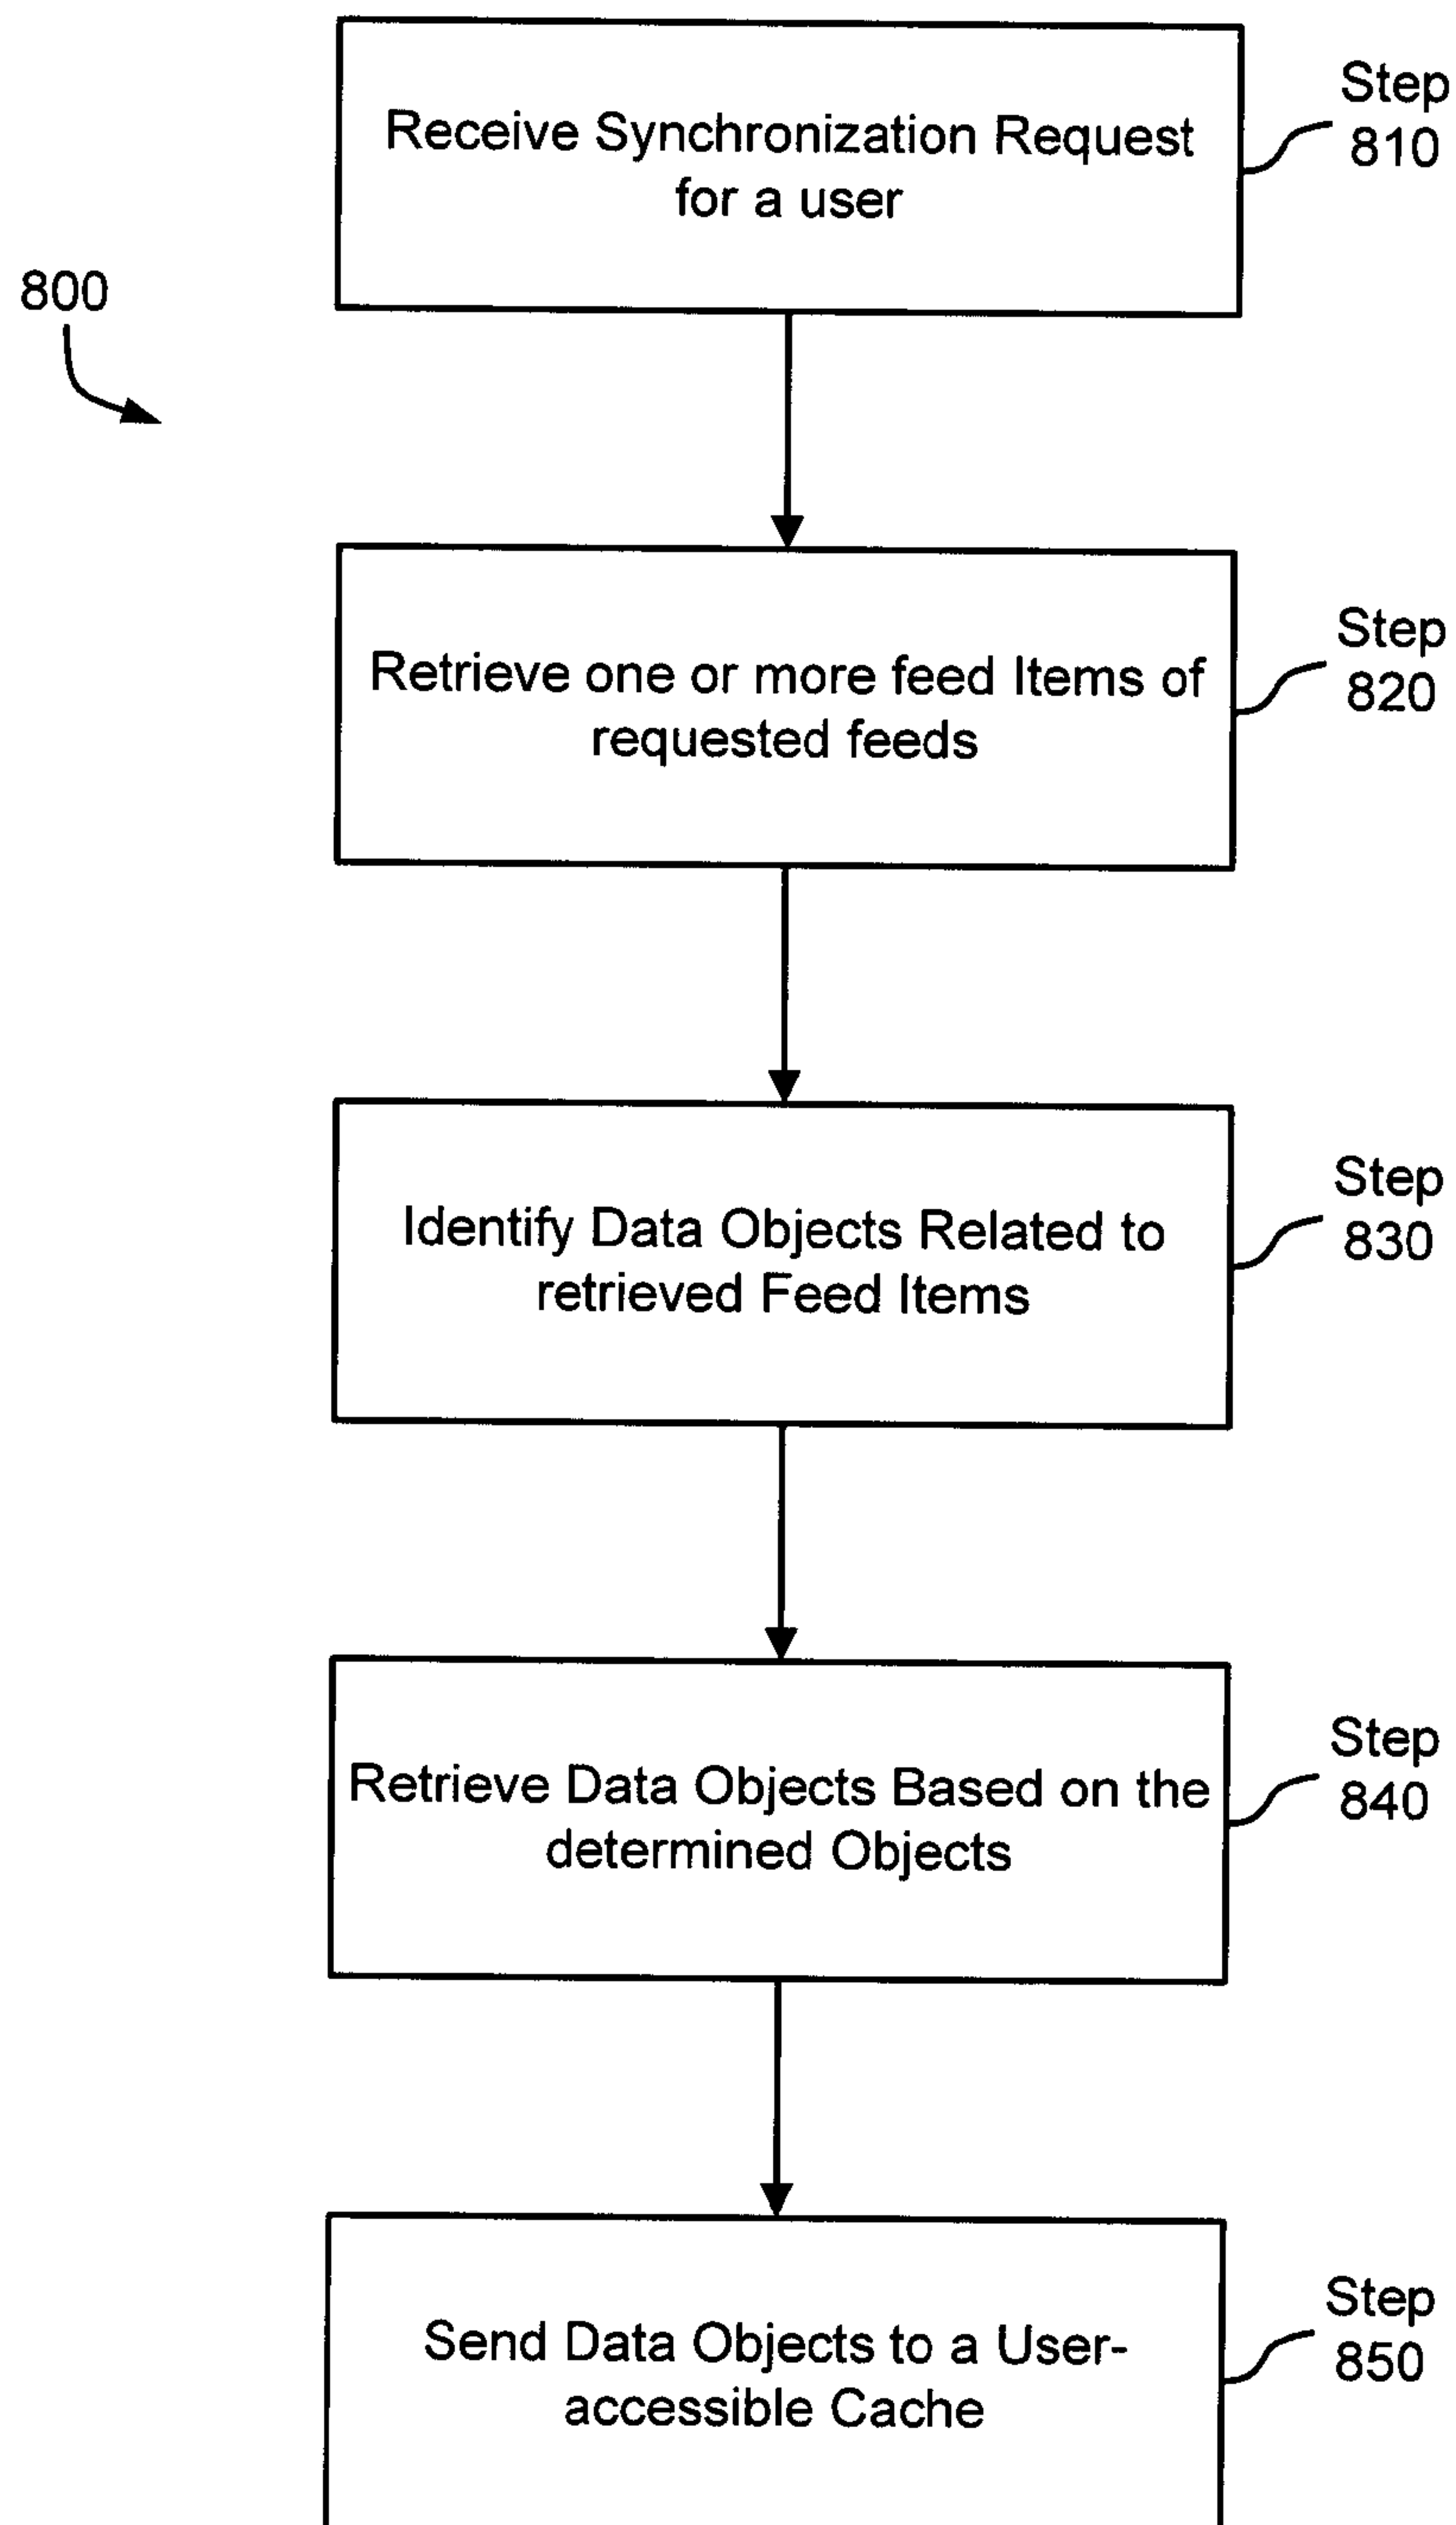 Receive Synchronization Request
for a user
Step
810
800
Retrieve one or more feed Items of
requested feeds
Step
820
Identify Data Objects Related to
retrieved Feed Items
Step
830
Retrieve Data Objects Based on the
determined Objects
Step
840
Send Data Objects to a User-
accessible Cache
Step
850